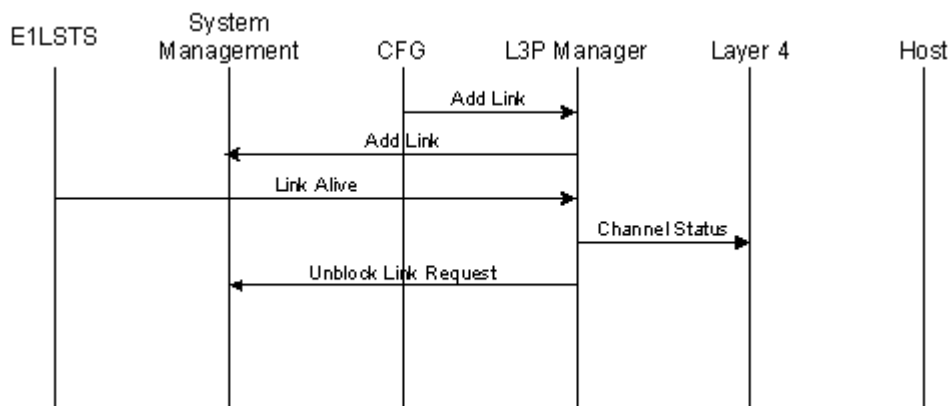 E1LSTS
System
Management
CFG
L3P Manager
Layer 4
Host
Add Link
Add Link
Link Alive
Channel Status
Unblock Link Request